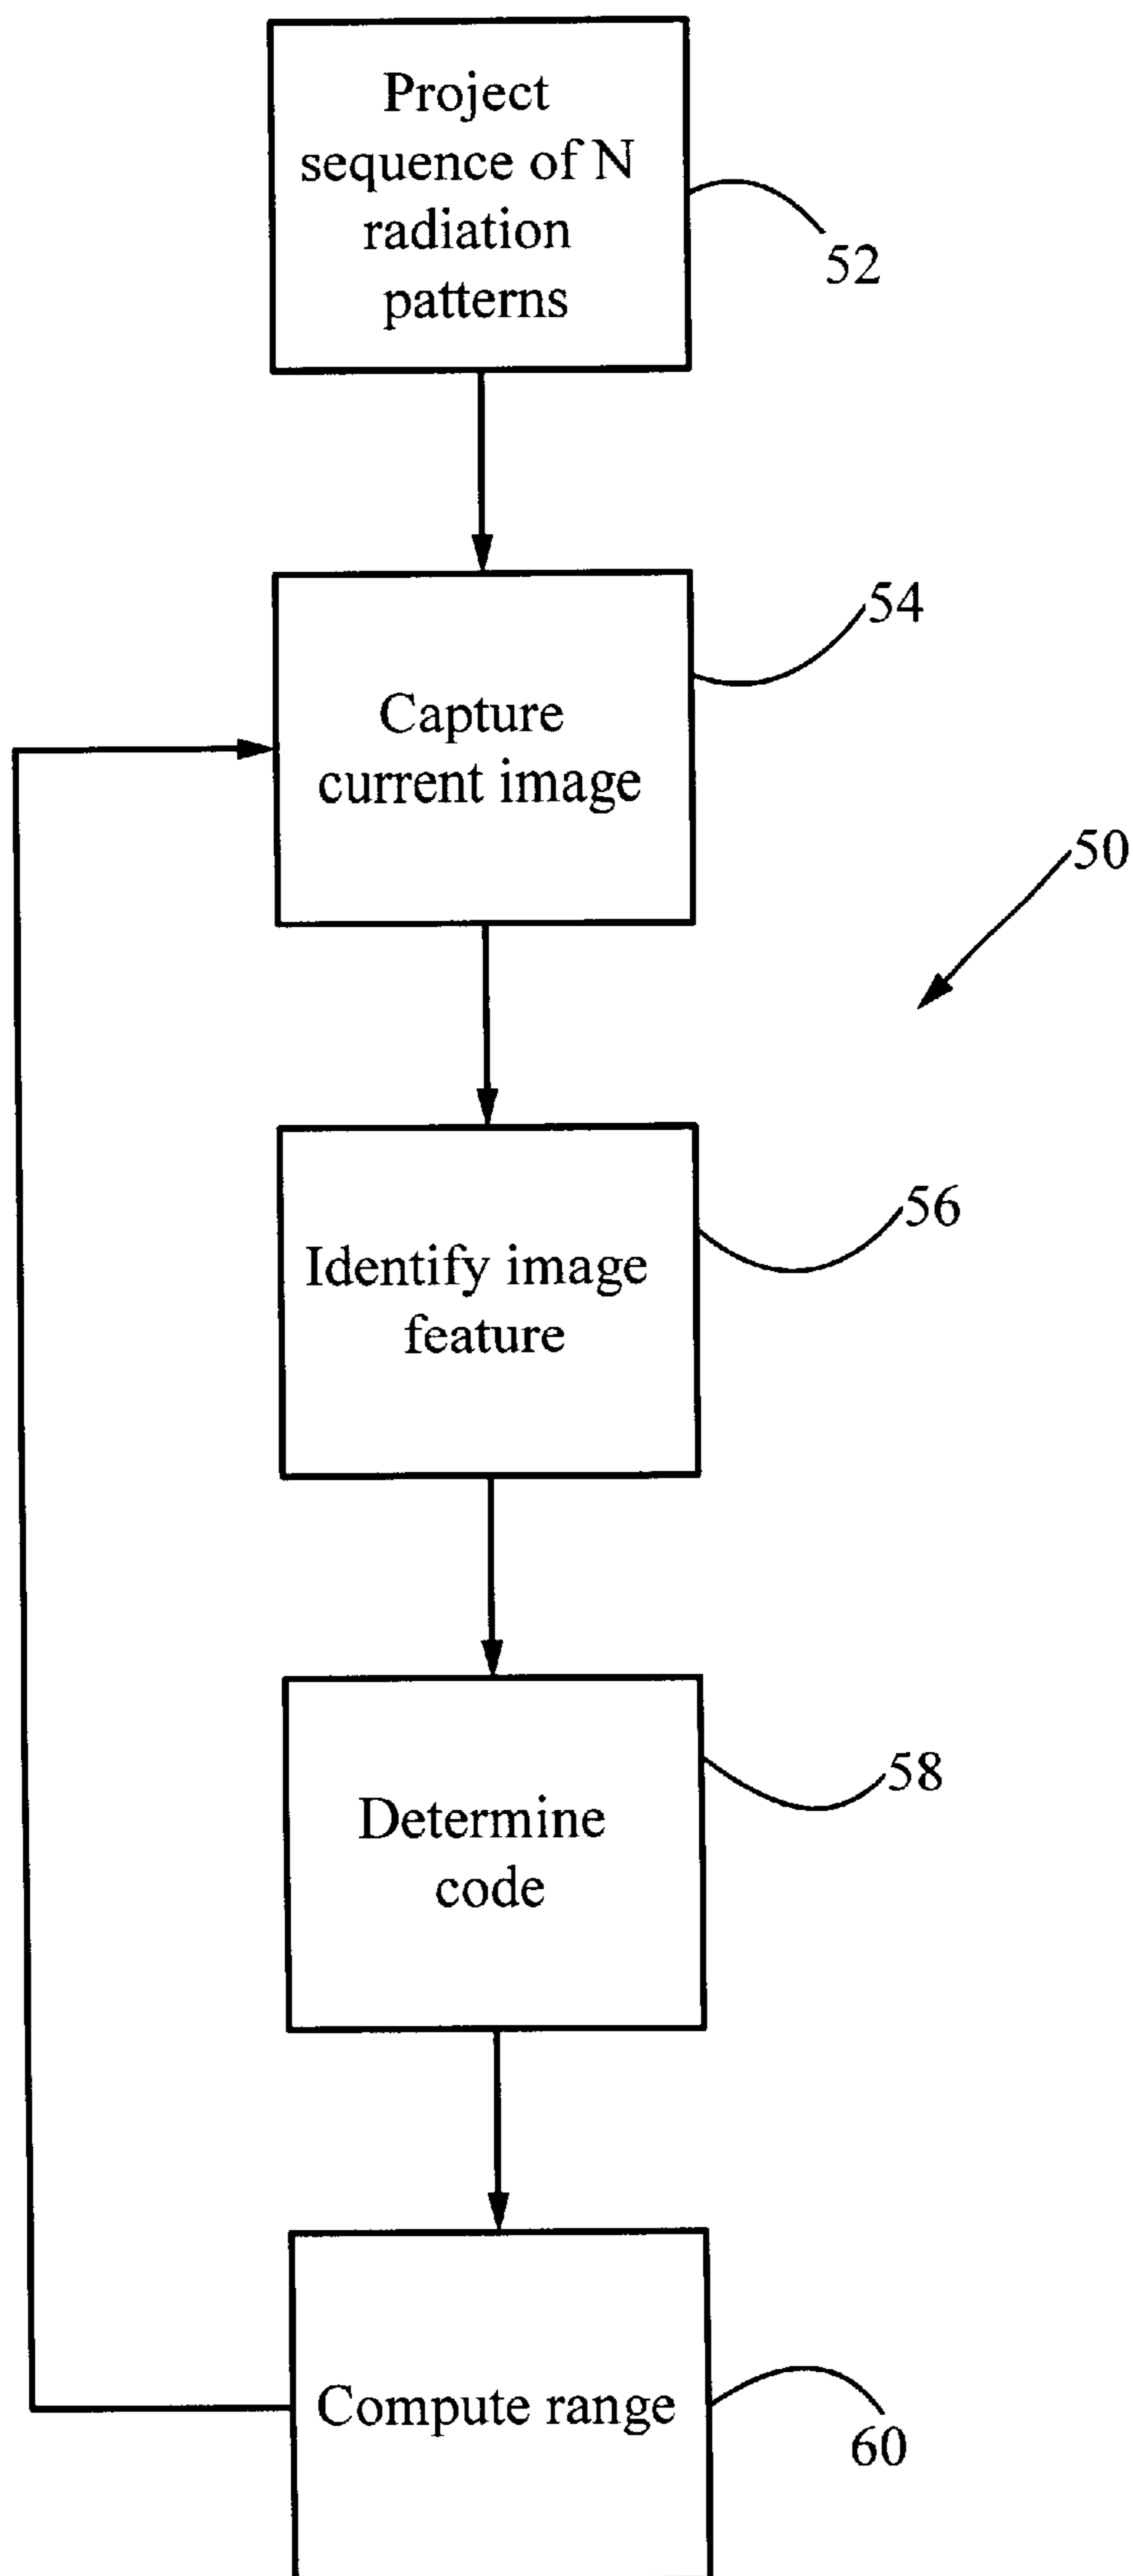 Project
sequence of N
radiation
patterns
52
54
Capture
current image
50
56
Identify image
feature
58
Determine
code
Compute range
60